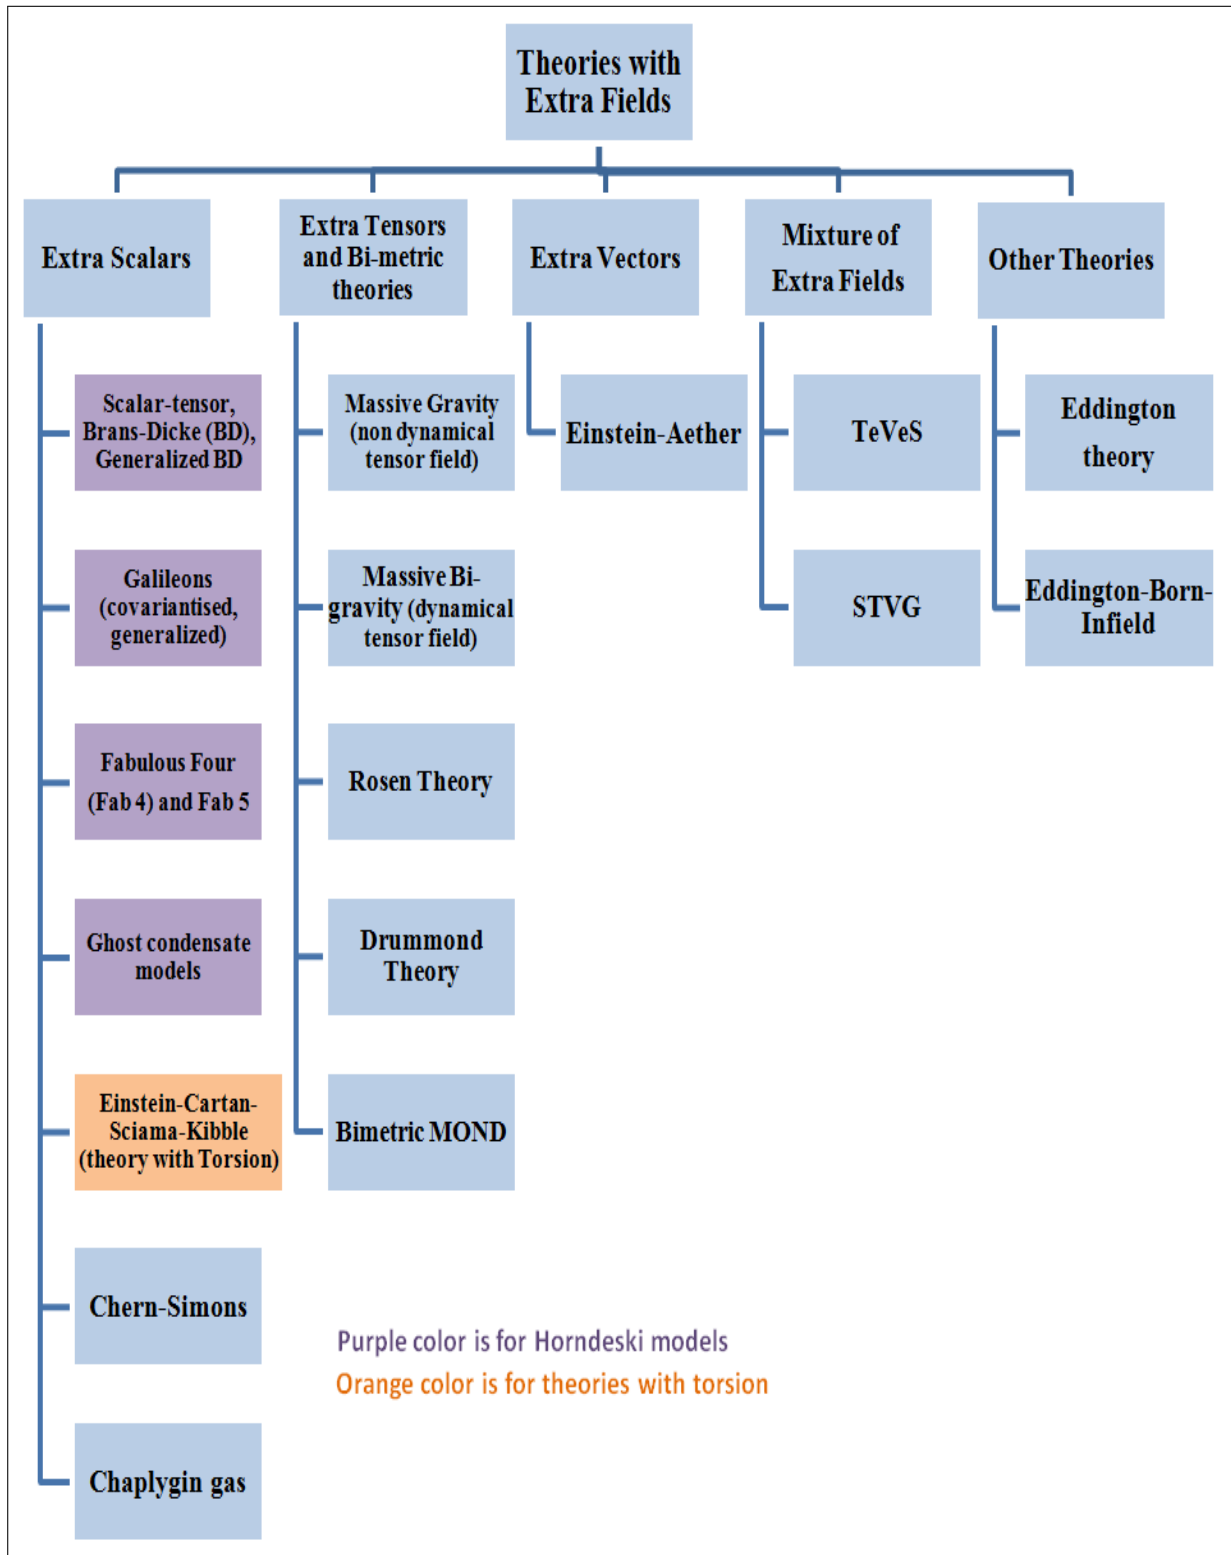 Theories with
Extra Fields
Extra Scalars
Extra Tensors
and Bi-metric
theories
Extra Vectors
Mixture of
Extra Fields
Other Theories
Scalar-tensor,
Brans-Dicke (BD),
Generalized BD
Galileons
(covariantised,
generalized)
Fabulous Four
(Fab 4) and Fab 5
Ghost condensate
models
Einstein-Cartan-
Sciama-Kibble
(theory with Torsion)
Chern-Simons
Chaplygin gas
Massive Gravity
(non dynamical
tensor field)
Massive Bi-
gravity (dynamical
tensor field)
Rosen Theory
Drummond
Theory
Bimetric MOND
Einstein-Aether
TeVeS
STVG
Eddington
theory
Eddington-Born-
Infield
Purple color is for Horndeski models
Orange color is for theories with torsion